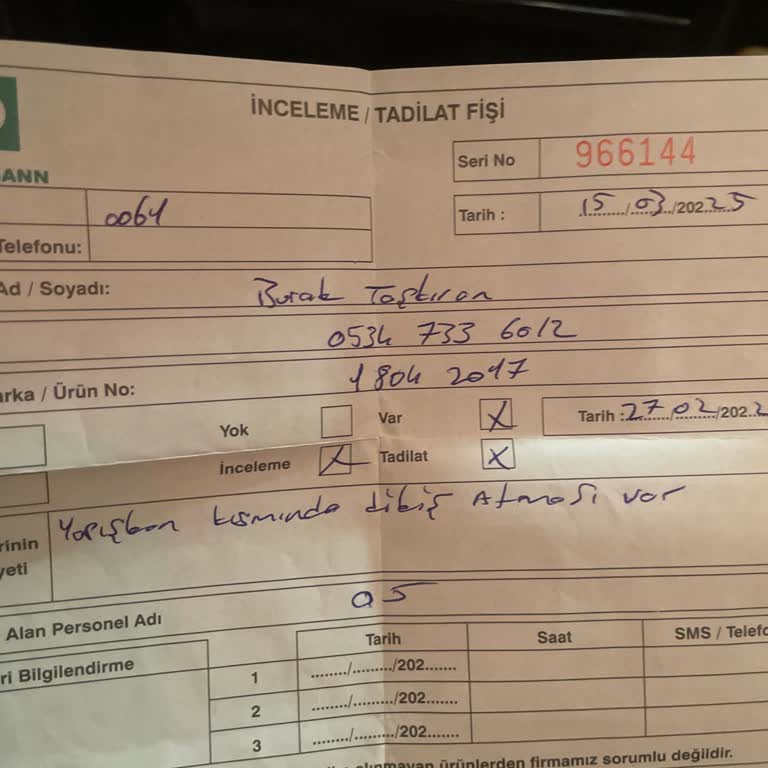 İNCELEME / TADİLAT FİŞİ
ANN
Seri No 966144
0064
Tarih : 15/03/20225
Telefonu:
Ad / Soyadı: Burak Taşkıran
0534 733 6012
arka / Ürün No: 1804 2017
Yok Var X Tarih : 27/02/2022
İnceleme X Tadilat X
Yapışkan kısmında dikiş Atması var
rinin
yeti
Alan Personel Adı
Tarih Saat SMS / Telefo
ri Bilgilendirme
1 ......../........./202.......
2 ......../........./202.......
3 ......../........./202.......
alınmayan ürünlerden firmamız sorumlu değildir.